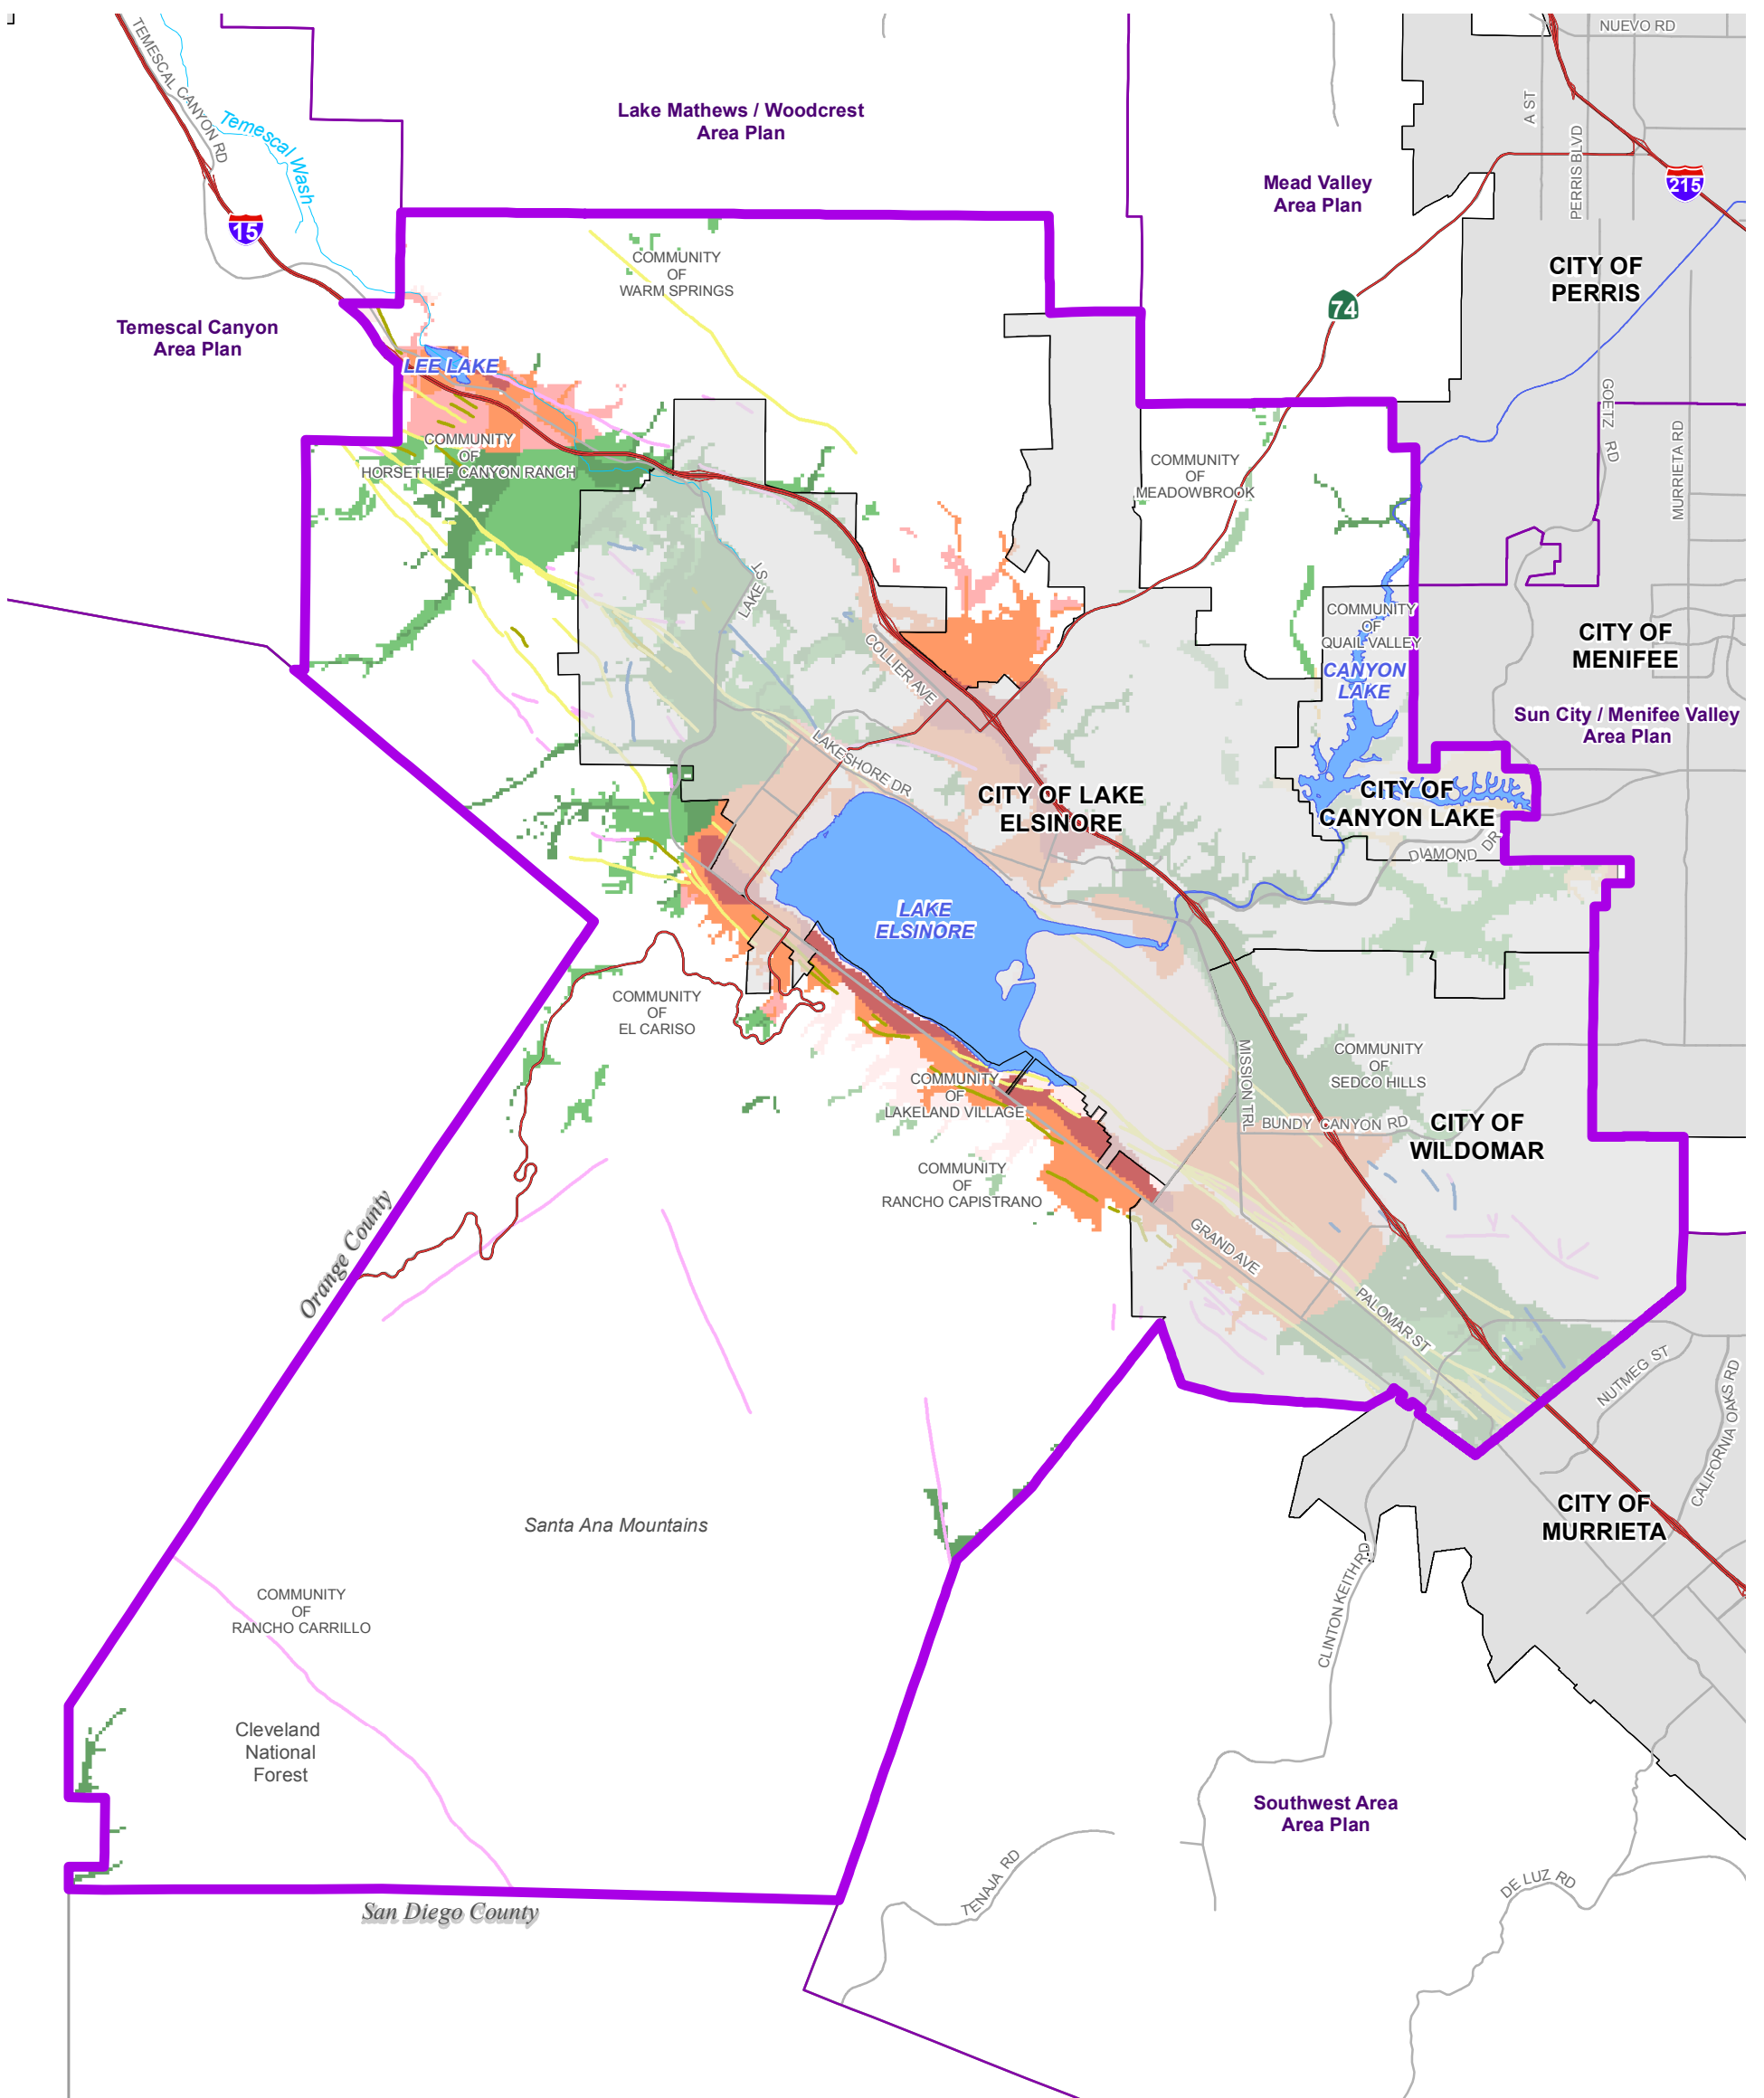 NUEVO RD
TEMESCAL CANYON RD
Temescal Wash
A ST
PERRIS BLVD
Lake Mathews / Woodcrest
Area Plan
Mead Valley
Area Plan
215
15
COMMUNITY
OF
WARM SPRINGS
CITY OF
PERRIS
74
Temescal Canyon
Area Plan
LEE LAKE
GOETZ RD
MURRIETA RD
COMMUNITY
OF
HORSETHIEF CANYON RANCH
COMMUNITY
OF
MEADOWBROOK
LAKE ST
COMMUNITY
OF
QUAIL VALLEY
CITY OF
MENIFEE
COLLIER AVE
CANYON
LAKE
Sun City / Menifee Valley
Area Plan
LAKESHORE DR
CITY OF LAKE
ELSINORE
CITY OF
CANYON LAKE
DIAMOND DR
LAKE
ELSINORE
COMMUNITY
OF
EL CARISO
MISSION TRL
COMMUNITY
OF
SEDCO HILLS
COMMUNITY
OF
LAKELAND VILLAGE
BUNDY CANYON RD
CITY OF
WILDOMAR
COMMUNITY
OF
RANCHO CAPISTRANO
Orange County
GRAND AVE
PALOMAR ST
NUTMEG ST
CALIFORNIA OAKS RD
Santa Ana Mountains
CITY OF
MURRIETA
CLINTON KEITH RD
COMMUNITY
OF
RANCHO CARRILLO
Cleveland
National
Forest
Southwest Area
Area Plan
TENAJA RD
DE LUZ RD
San Diego County